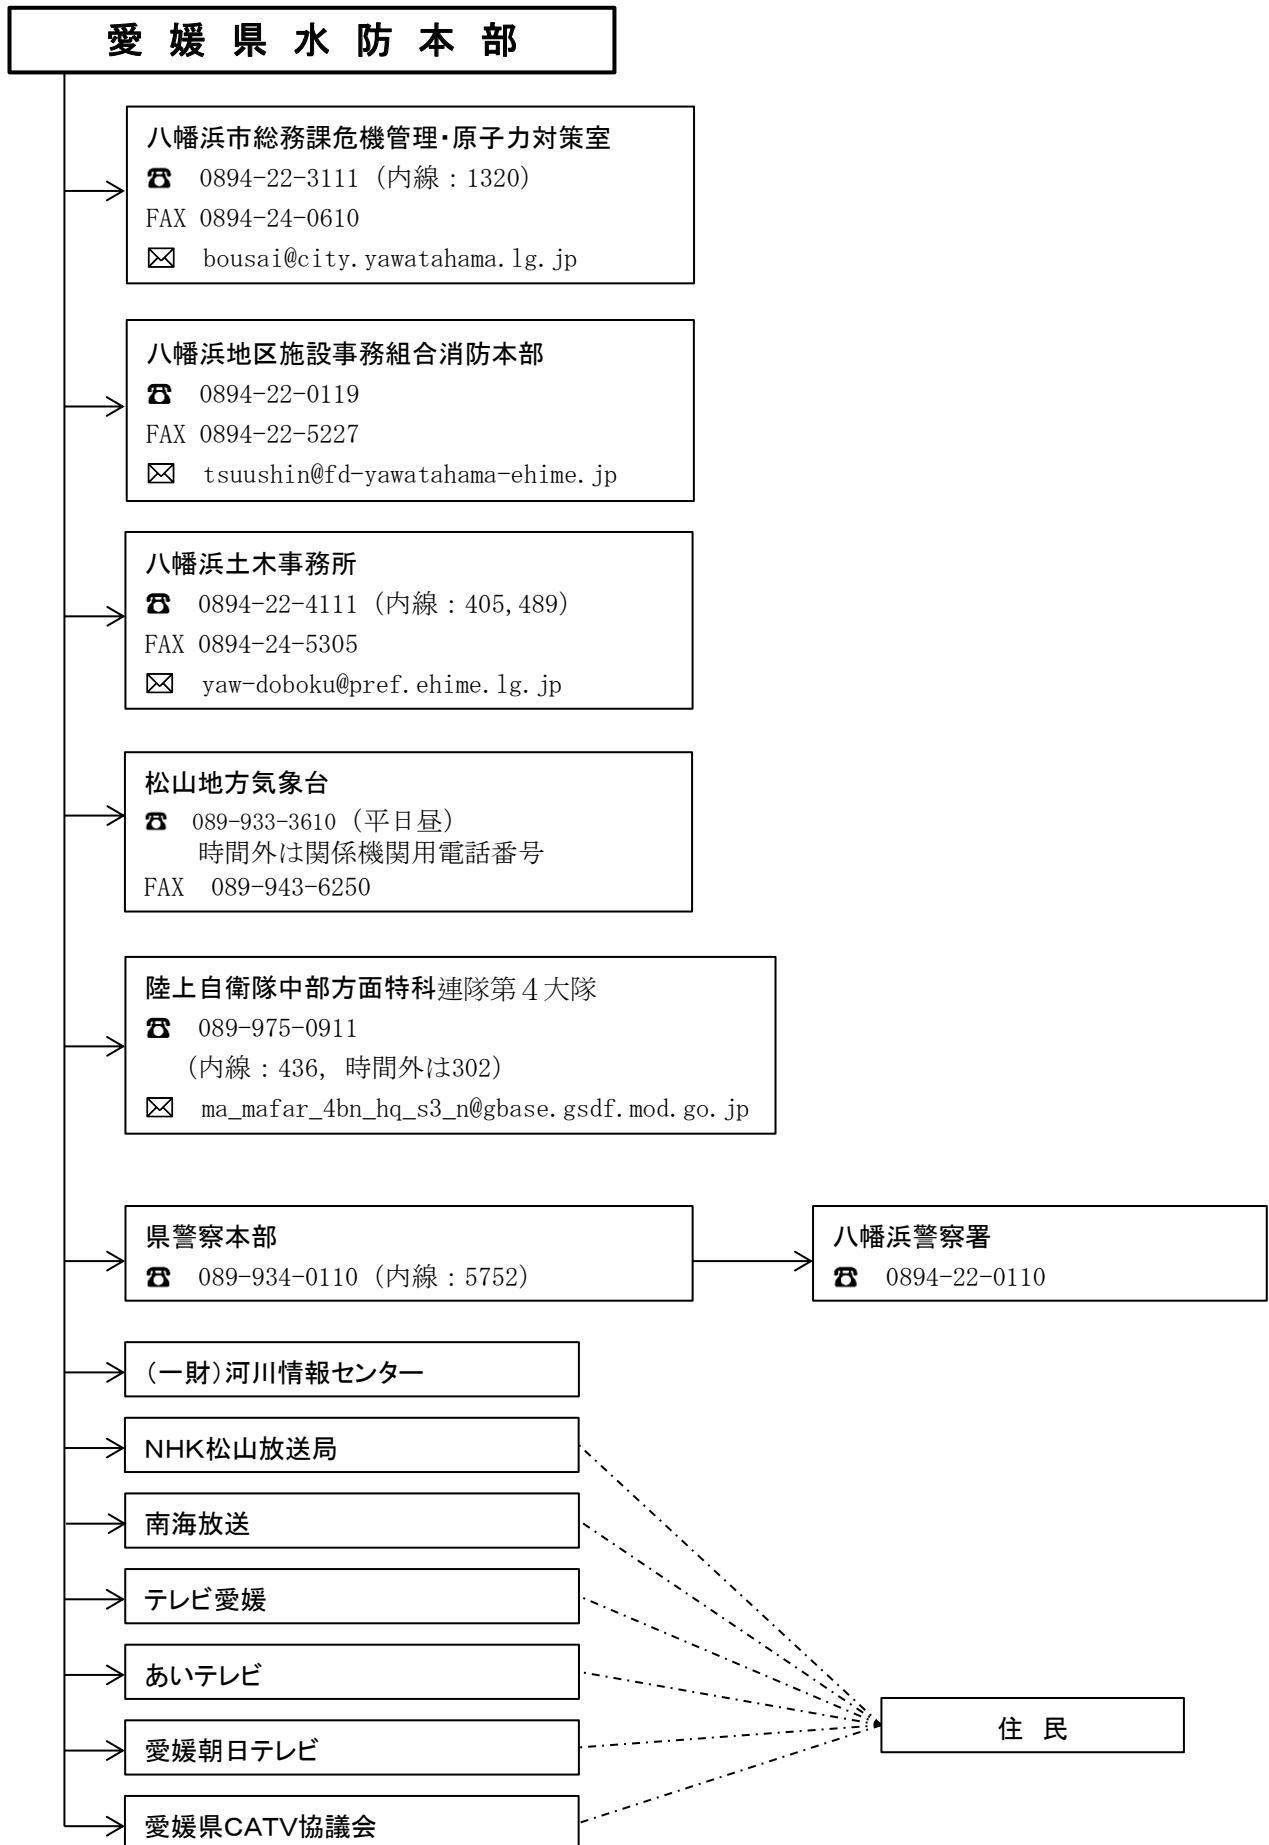 愛媛県水防本部
八幡浜市総務課危機管理・原子力対策室
☎ 0894-22-3111（内線：1320）
FAX 0894-24-0610
✉ bousai@city.yawatahama.lg.jp
八幡浜地区施設事務組合消防本部
☎ 0894-22-0119
FAX 0894-22-5227
✉ tsuushin@fd-yawatahama-ehime.jp
八幡浜土木事務所
☎ 0894-22-4111（内線：405,489）
FAX 0894-24-5305
✉ yaw-doboku@pref.ehime.lg.jp
松山地方気象台
☎ 089-933-3610（平日昼）
時間外は関係機関用電話番号
FAX 089-943-6250
陸上自衛隊中部方面特科連隊第４大隊
☎ 089-975-0911
（内線：436, 時間外は302）
✉ ma_mafar_4bn_hq_s3_n@gbase.gsdf.mod.go.jp
県警察本部
☎ 089-934-0110（内線：5752）
八幡浜警察署
☎ 0894-22-0110
（一財）河川情報センター
NHK松山放送局
南海放送
テレビ愛媛
あいテレビ
愛媛朝日テレビ
愛媛県CATV協議会
住民